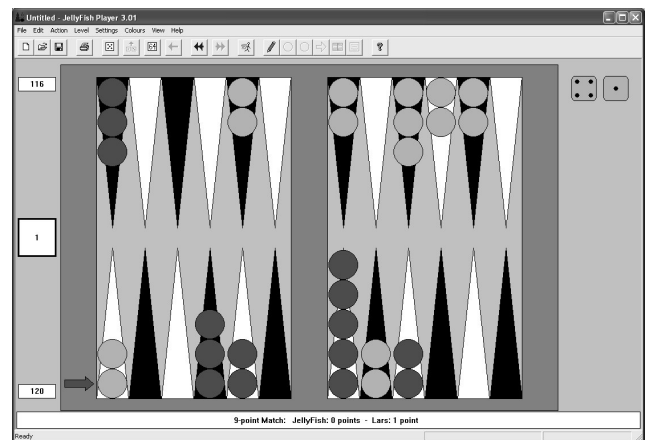 Untitled - JellyFish Player 3.01
File Edit Action Level Settings Colours View Help
64
?
116
1
120
9-point Match: JellyFish: 0 points - Lars: 1 point
Ready